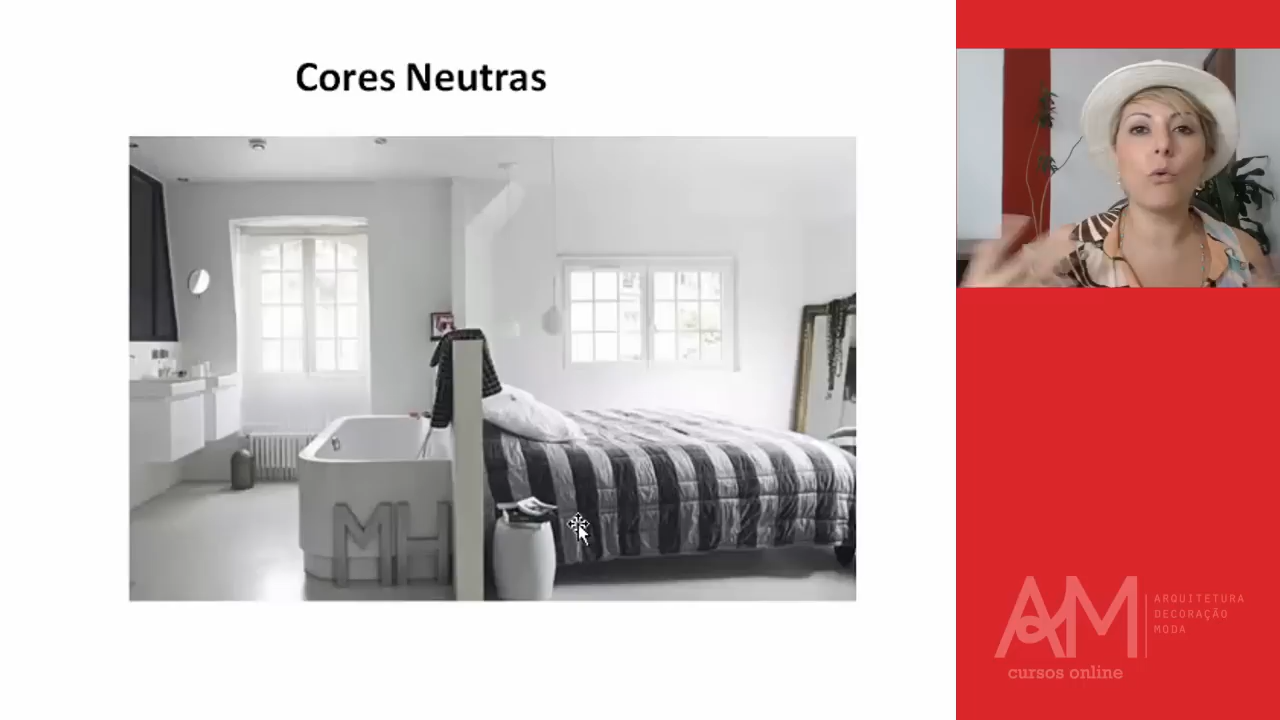 Cores Neutras
MH
AM
ARQUITETURA
DECORAÇÃO
MODA
cursos online